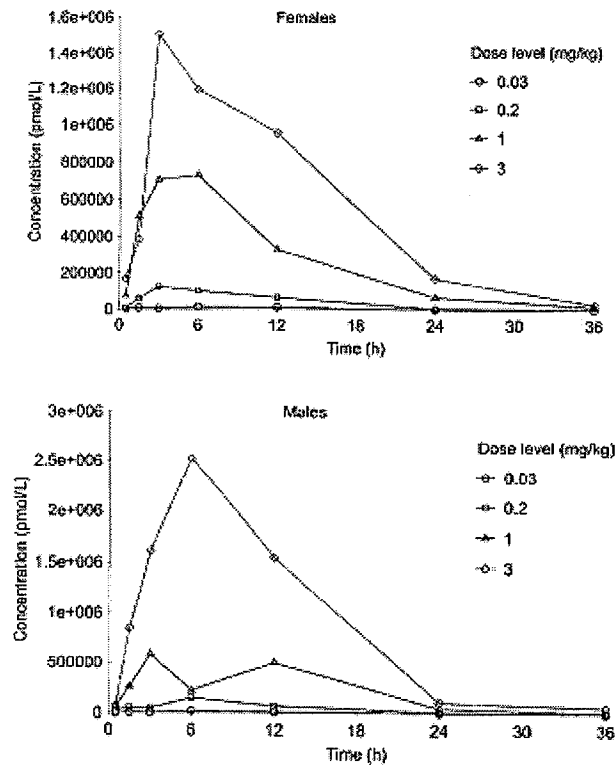 Females
1.6e+006
1.4e+006
1.2e+006
1e+006
800000
600000
400000
200000
0
Concentration (pmol/L)
Dose level (mg/kg)
0.03
0.2
1
3
0 6 12 18 24 30 36
Time (h)
Males
3e+006
2.5e+006
2e+006
1.5e+006
1e+006
500000
0
Concentration (pmol/L)
Dose level (mg/kg)
0.03
0.2
1
3
0 6 12 18 24 30 36
Time (h)